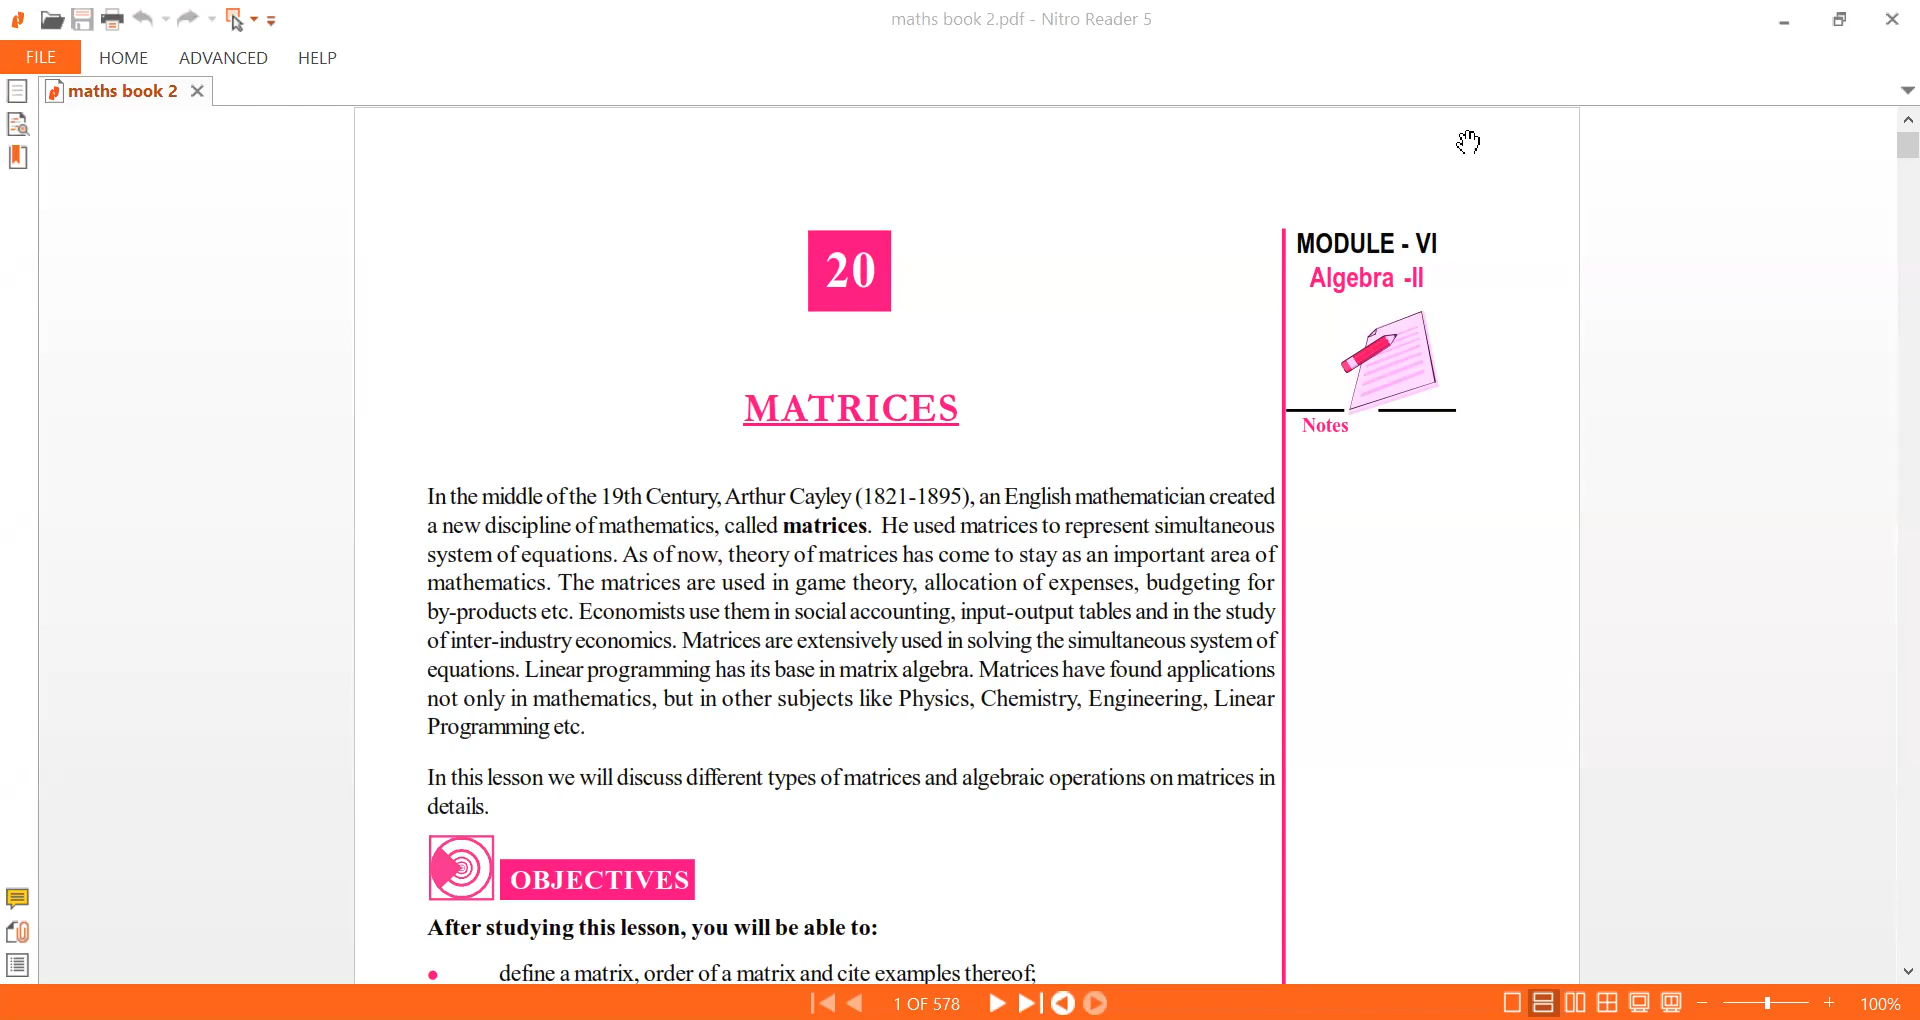 maths book 2.pdf - Nitro Reader 5
FILE HOME ADVANCED HELP
maths book 2
20
MODULE - VI
Algebra -II
MATRICES
Notes
In the middle of the 19th Century, Arthur Cayley (1821-1895), an English mathematician created
a new discipline of mathematics, called matrices. He used matrices to represent simultaneous
system of equations. As of now, theory of matrices has come to stay as an important area of
mathematics. The matrices are used in game theory, allocation of expenses, budgeting for
by-products etc. Economists use them in social accounting, input-output tables and in the study
of inter-industry economics. Matrices are extensively used in solving the simultaneous system of
equations. Linear programming has its base in matrix algebra. Matrices have found applications
not only in mathematics, but in other subjects like Physics, Chemistry, Engineering, Linear
Programming etc.
In this lesson we will discuss different types of matrices and algebraic operations on matrices in
details.
OBJECTIVES
After studying this lesson, you will be able to:
● define a matrix, order of a matrix and cite examples thereof;
1 OF 578
100%